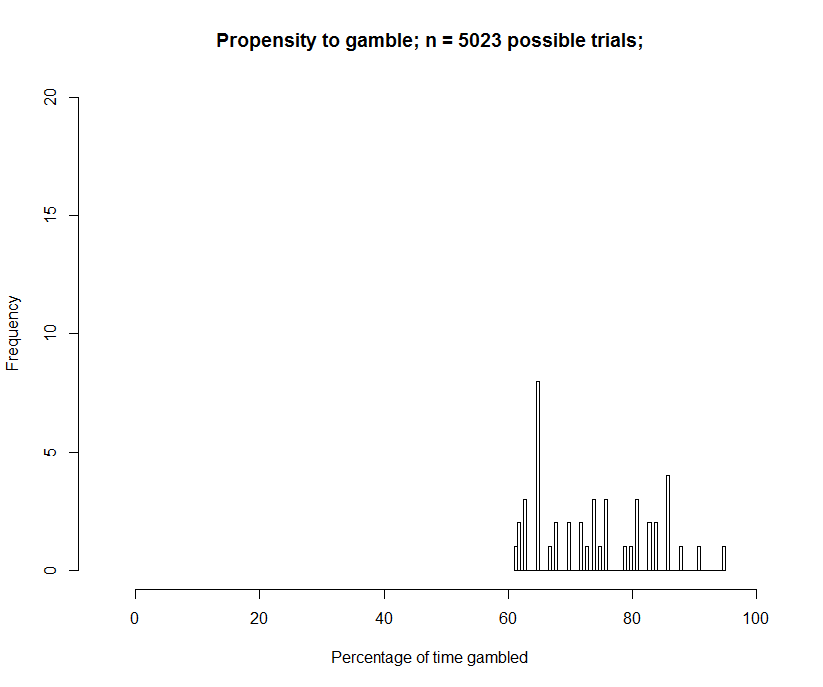 Propensity to gamble; n = 5023 possible trials;
20
15
10
5
0
Frequency
0 20 40 60 80 100
Percentage of time gambled